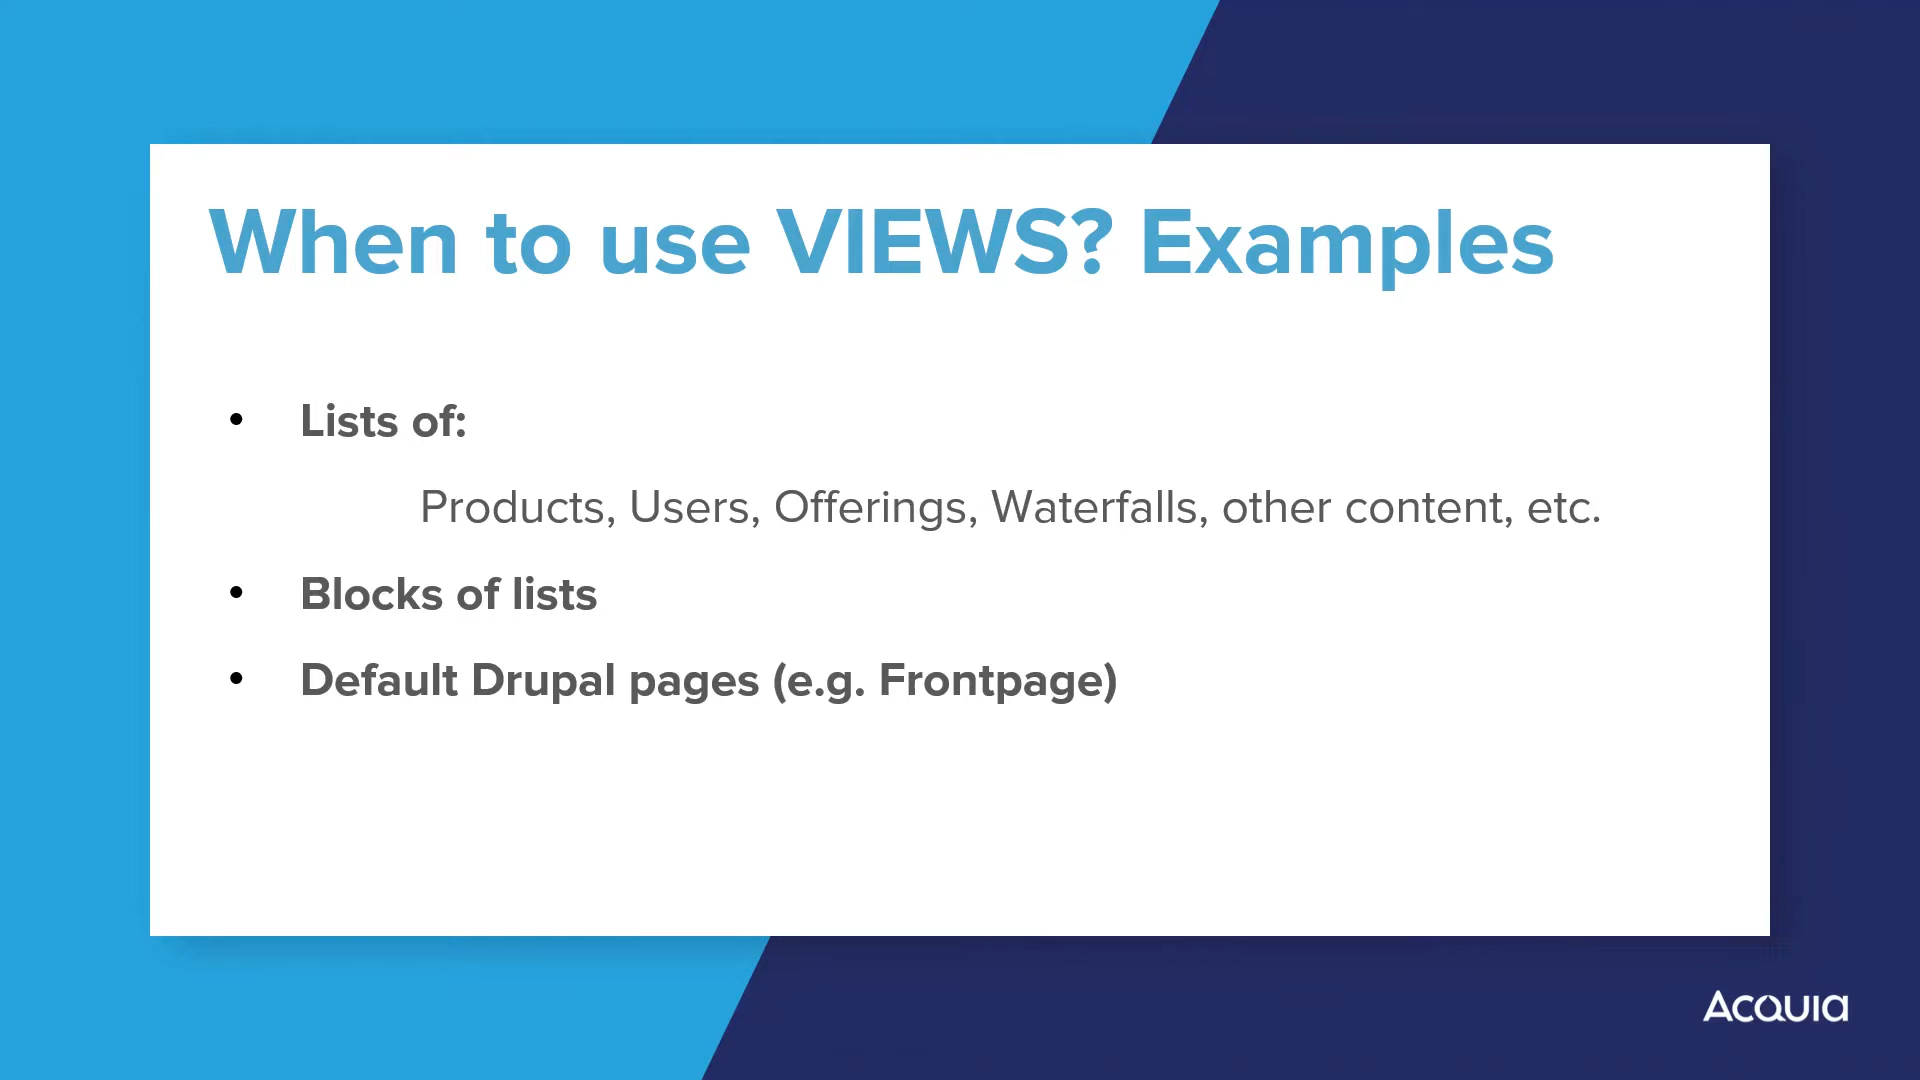 When to use VIEWS? Examples
• Lists of:
Products, Users, Offerings, Waterfalls, other content, etc.
• Blocks of lists
• Default Drupal pages (e.g. Frontpage)
Acquia